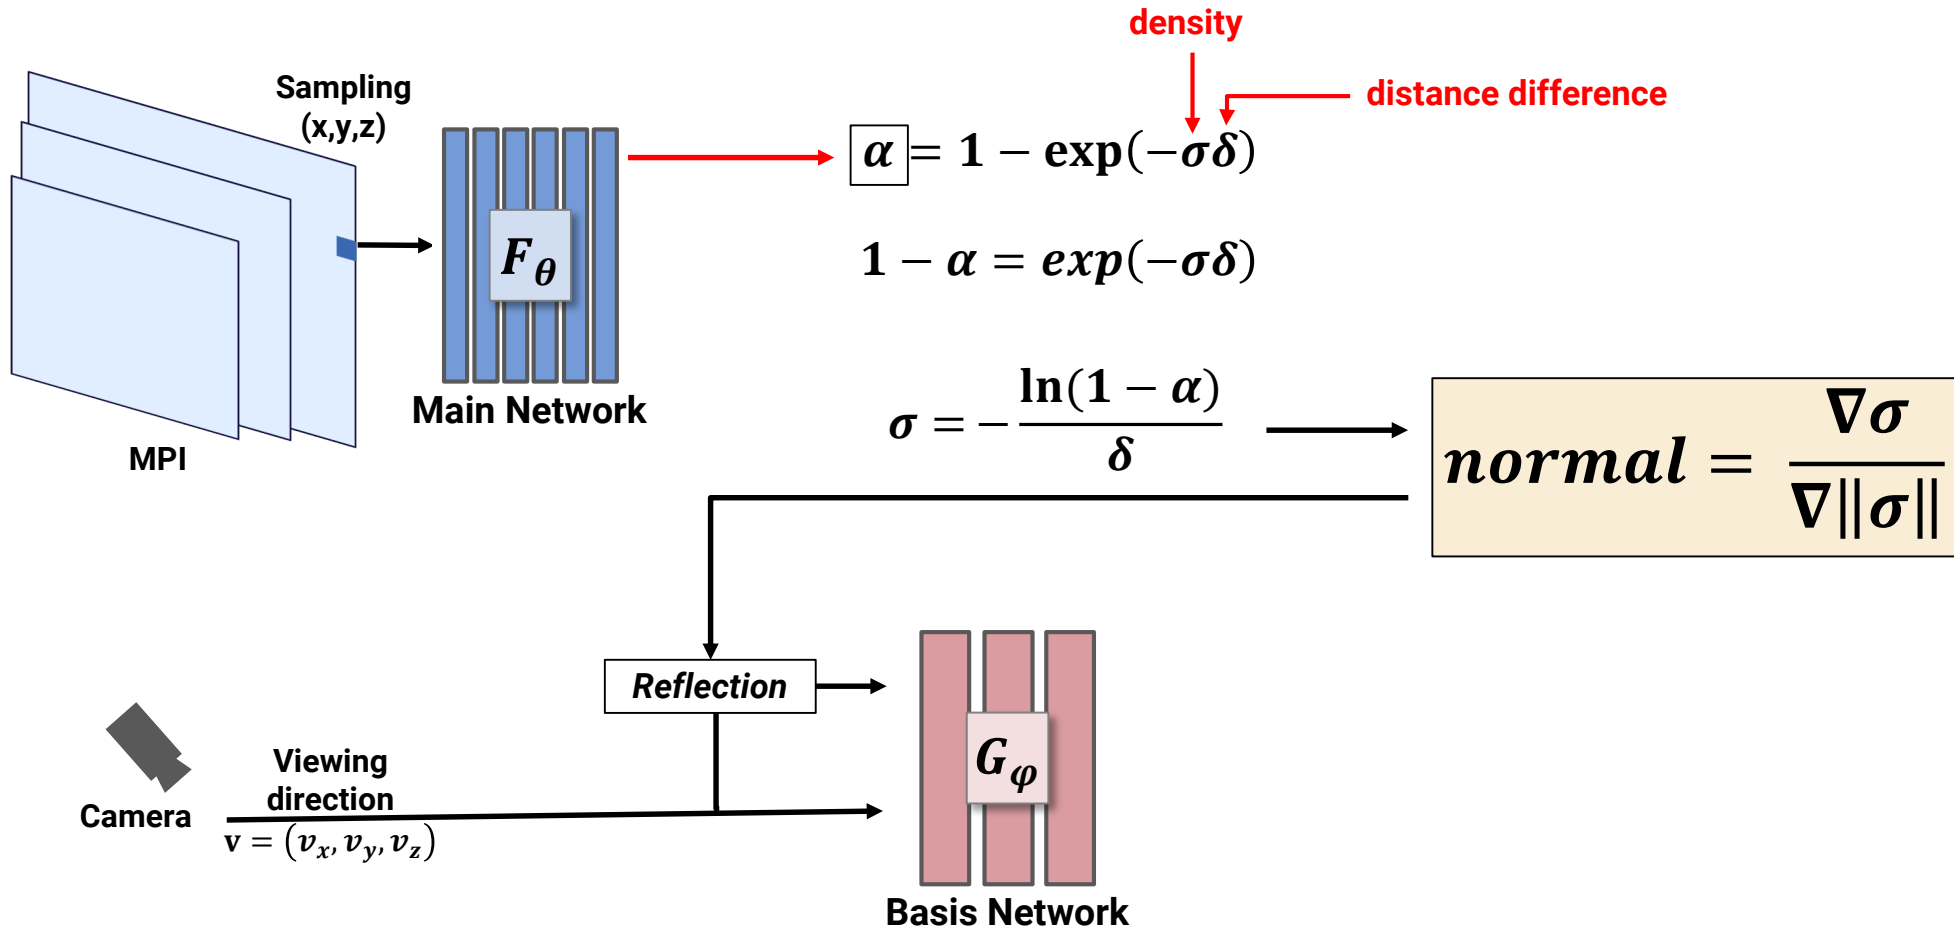 density
distance difference
Sampling
(x,y,z)
α = 1 − exp(−σδ)
F_θ
1 − α = exp(−σδ)
Main Network
MPI
σ = − ln(1 − α) / δ
normal = ∇σ / ∇‖σ‖
Reflection
G_φ
Viewing
direction
Camera
v = (v_x, v_y, v_z)
Basis Network